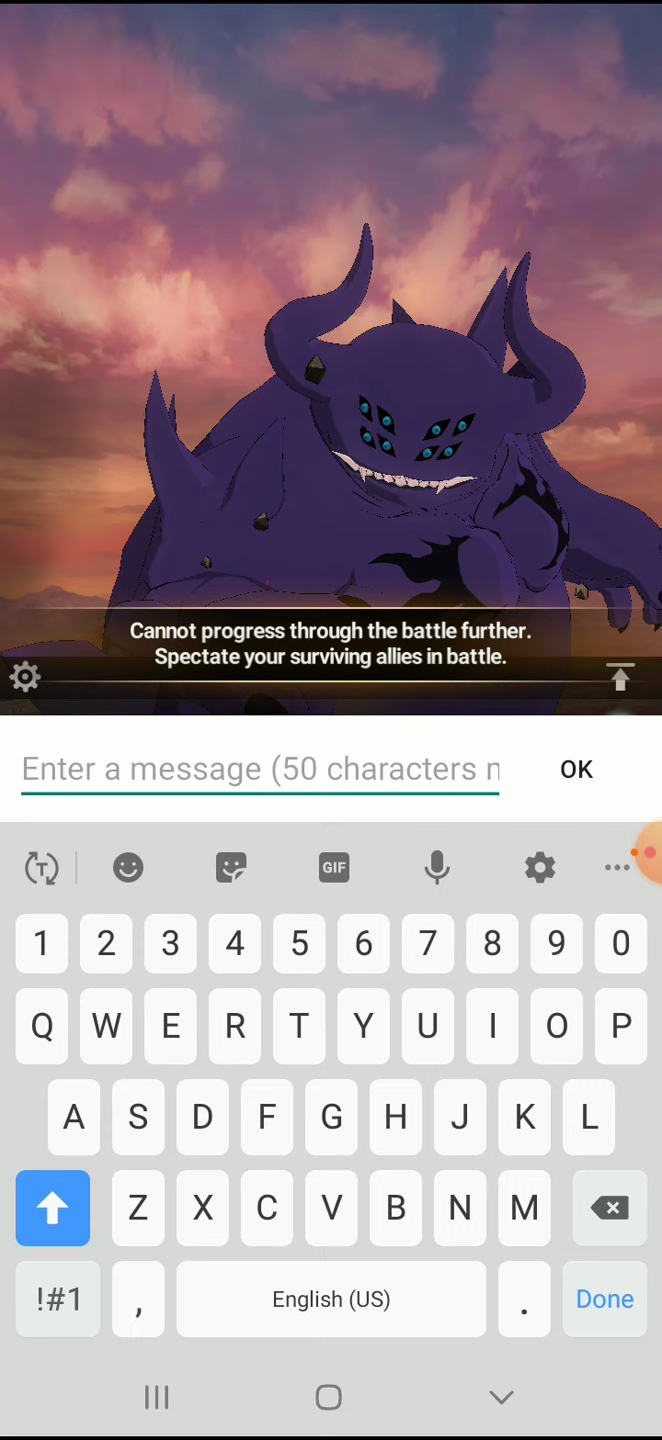 Cannot progress through the battle further.
Spectate your surviving allies in battle.
Enter a message (50 characters
OK
GIF
1 2 3 4 5 6 7 8 9 0
Q W E R T Y U I O P
A S D F G H J K L
Z X C V B N M
!#1 , English (US) . Done